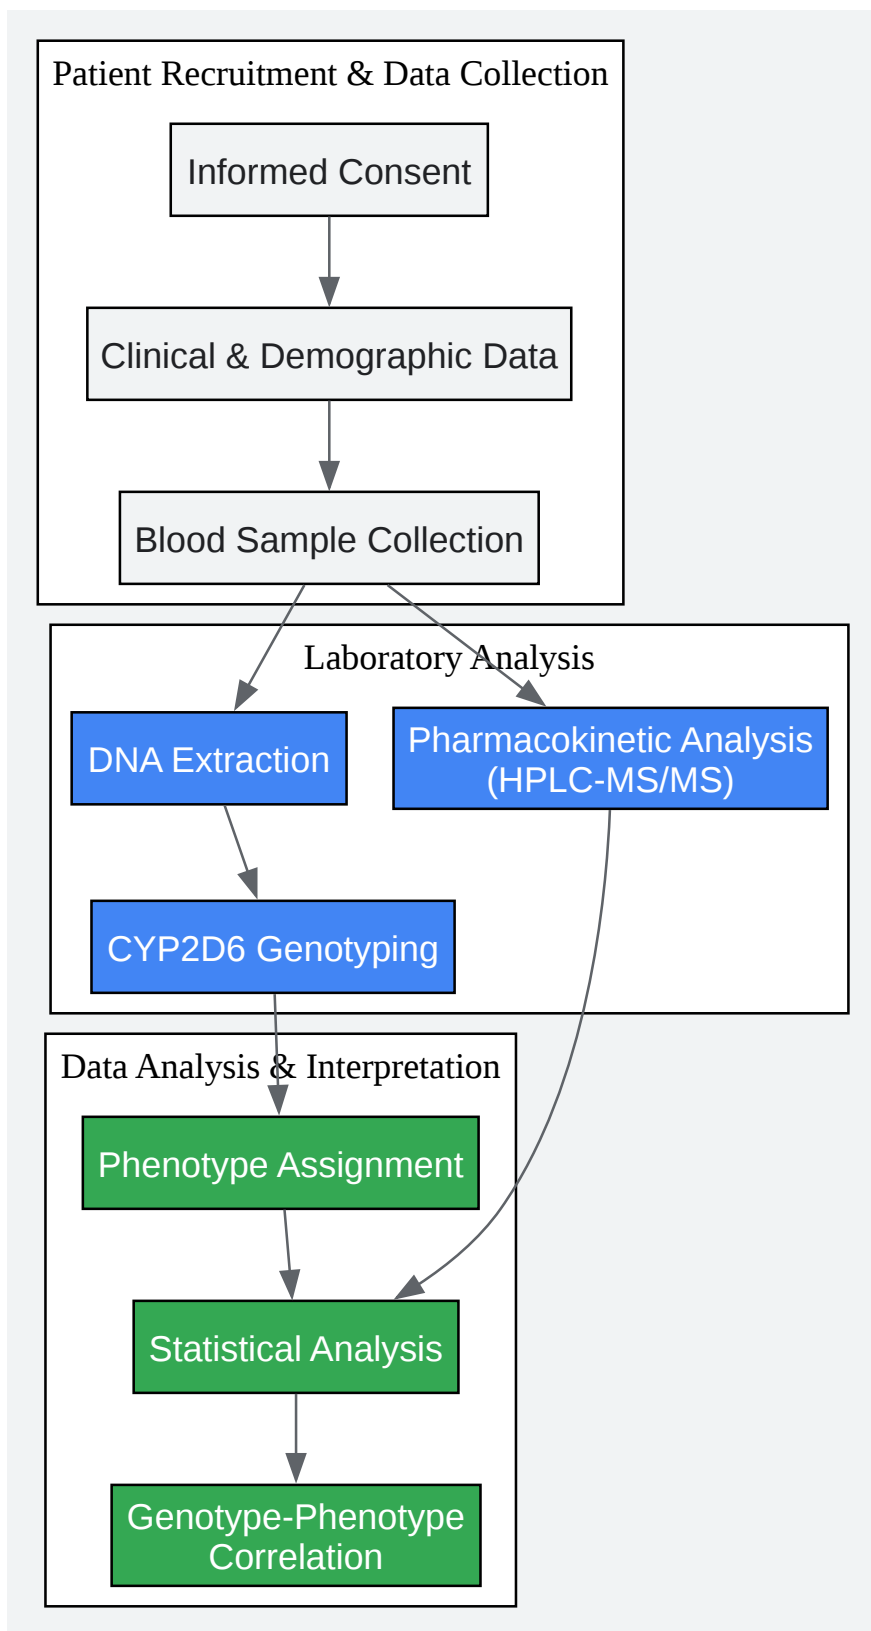 Patient Recruitment & Data Collection
Informed Consent
Clinical & Demographic Data
Blood Sample Collection
Laboratory Analysis
DNA Extraction
Pharmacokinetic Analysis
(HPLC-MS/MS)
CYP2D6 Genotyping
Data Analysis & Interpretation
Phenotype Assignment
Statistical Analysis
Genotype-Phenotype
Correlation